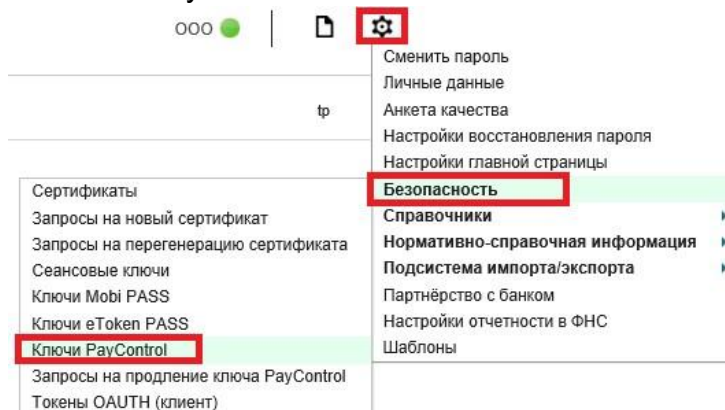 ООО
tp
Сменить пароль
Личные данные
Анкета качества
Настройки восстановления пароля
Настройки главной страницы
Безопасность
Справочники
Нормативно-справочная информация
Подсистема импорта/экспорта
Партнёрство с банком
Настройки отчетности в ФНС
Шаблоны
Сертификаты
Запросы на новый сертификат
Запросы на перегенерацию сертификата
Сеансовые ключи
Ключи Mobi PASS
Ключи eToken PASS
Ключи PayControl
Запросы на продление ключа PayControl
Токены OAUTH (клиент)